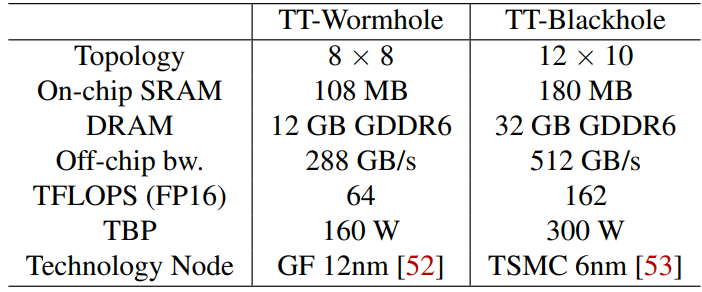 TT-Wormhole TT-Blackhole
Topology 8 × 8 12 × 10
On-chip SRAM 108 MB 180 MB
DRAM 12 GB GDDR6 32 GB GDDR6
Off-chip bw. 288 GB/s 512 GB/s
TFLOPS (FP16) 64 162
TBP 160 W 300 W
Technology Node GF 12nm [52] TSMC 6nm [53]